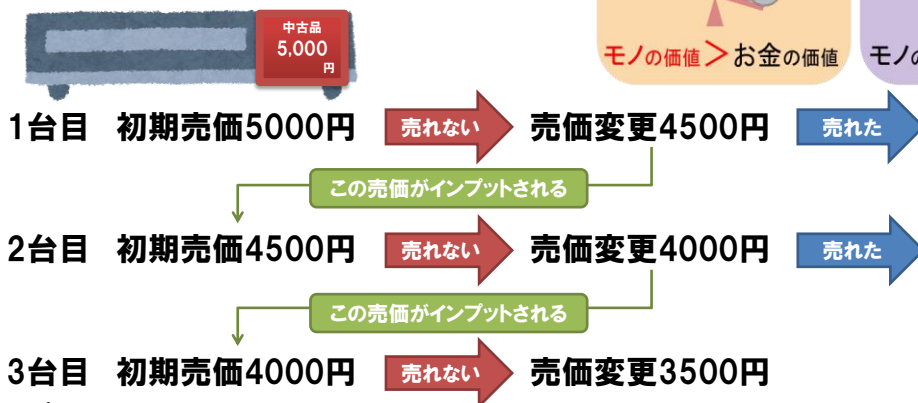 中古品
5,000
円
モノの価値＞お金の価値
モノの
1台目 初期売価5000円 売れない 売価変更4500円 売れた
この売価がインプットされる
2台目 初期売価4500円 売れない 売価変更4000円 売れた
この売価がインプットされる
3台目 初期売価4000円 売れない 売価変更3500円